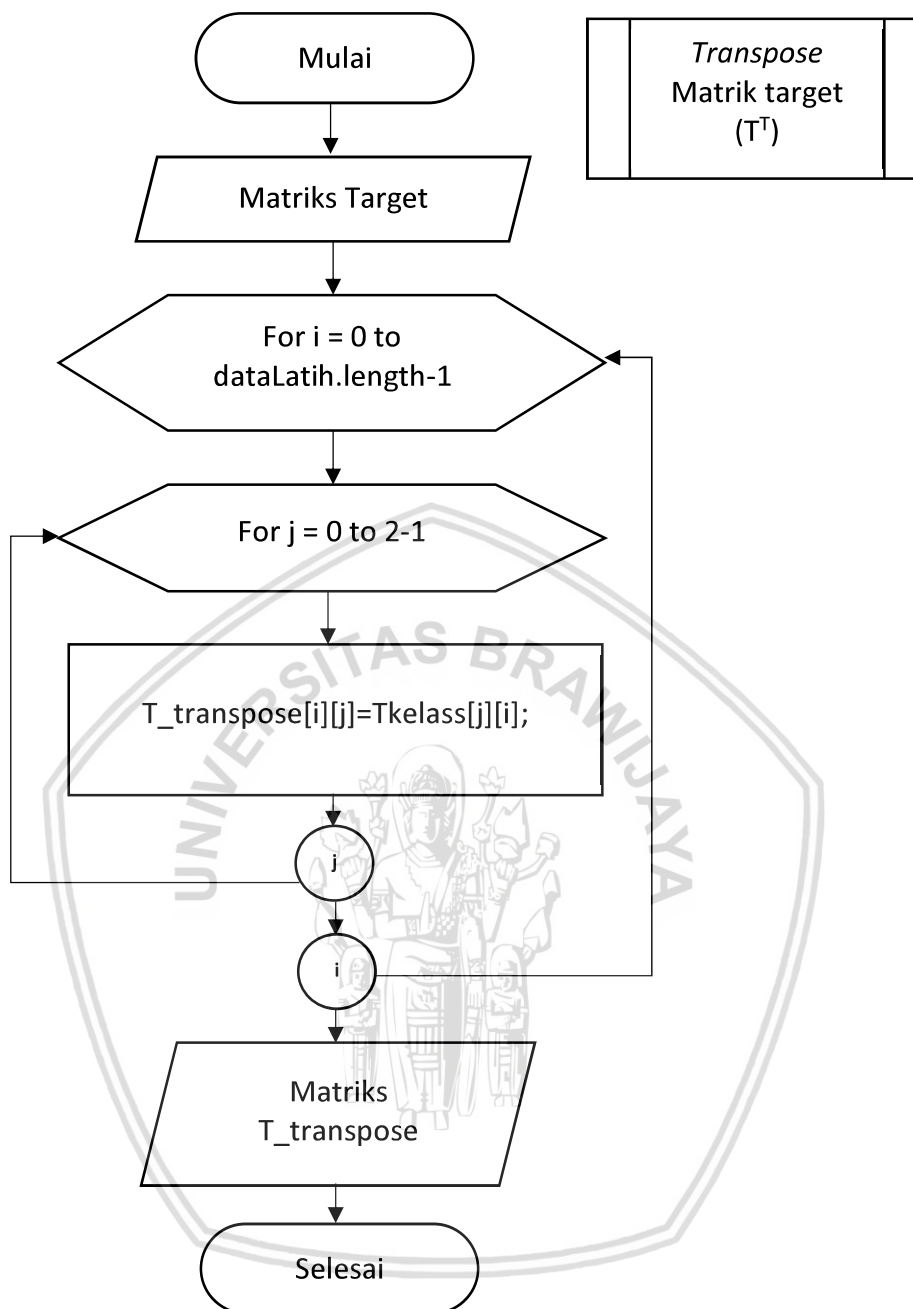 Mulai
Transpose
Matrik target
(Tᵀ)
Matriks Target
For i = 0 to
dataLatih.length-1
For j = 0 to 2-1
UNIVERSITAS BRAWIJAYA
T_transpose[i][j]=Tkelass[j][i];
j
i
Matriks
T_transpose
Selesai